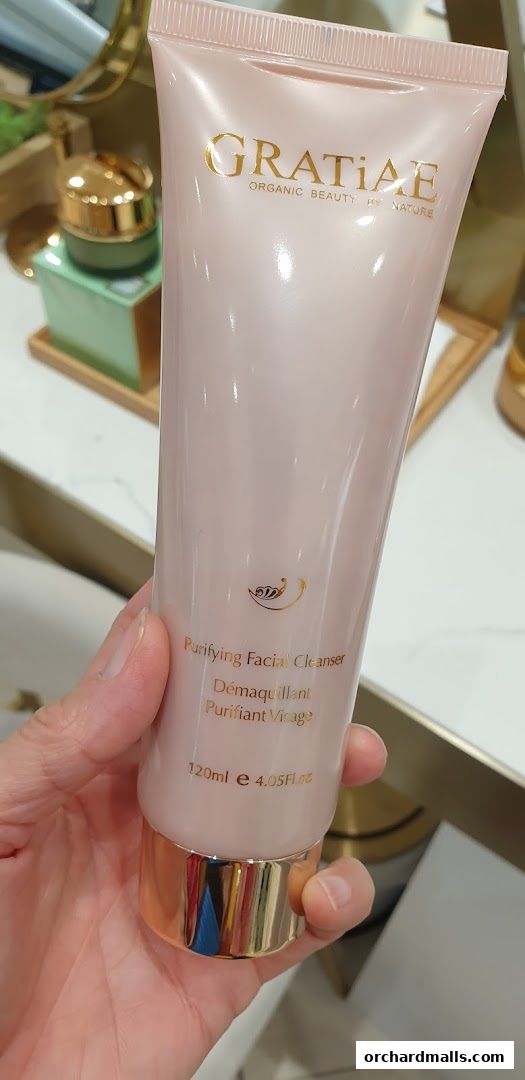 GRATiAE
ORGANIC BEAUTY BY NATURE
Purifying Facial Cleanser
Démaquillant
Purifiant Visage
120ml e 4.05Fl.oz
orchardmalls.com